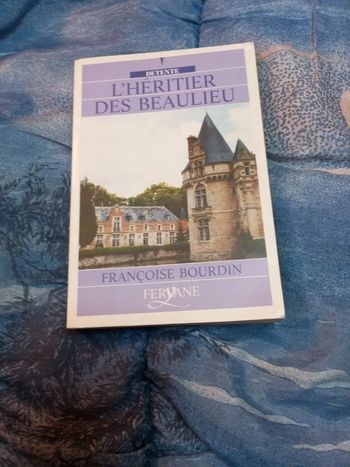 DÉTENTE
L'HÉRITIER
DES BEAULIEU
FRANÇOISE BOURDIN
FERYANE